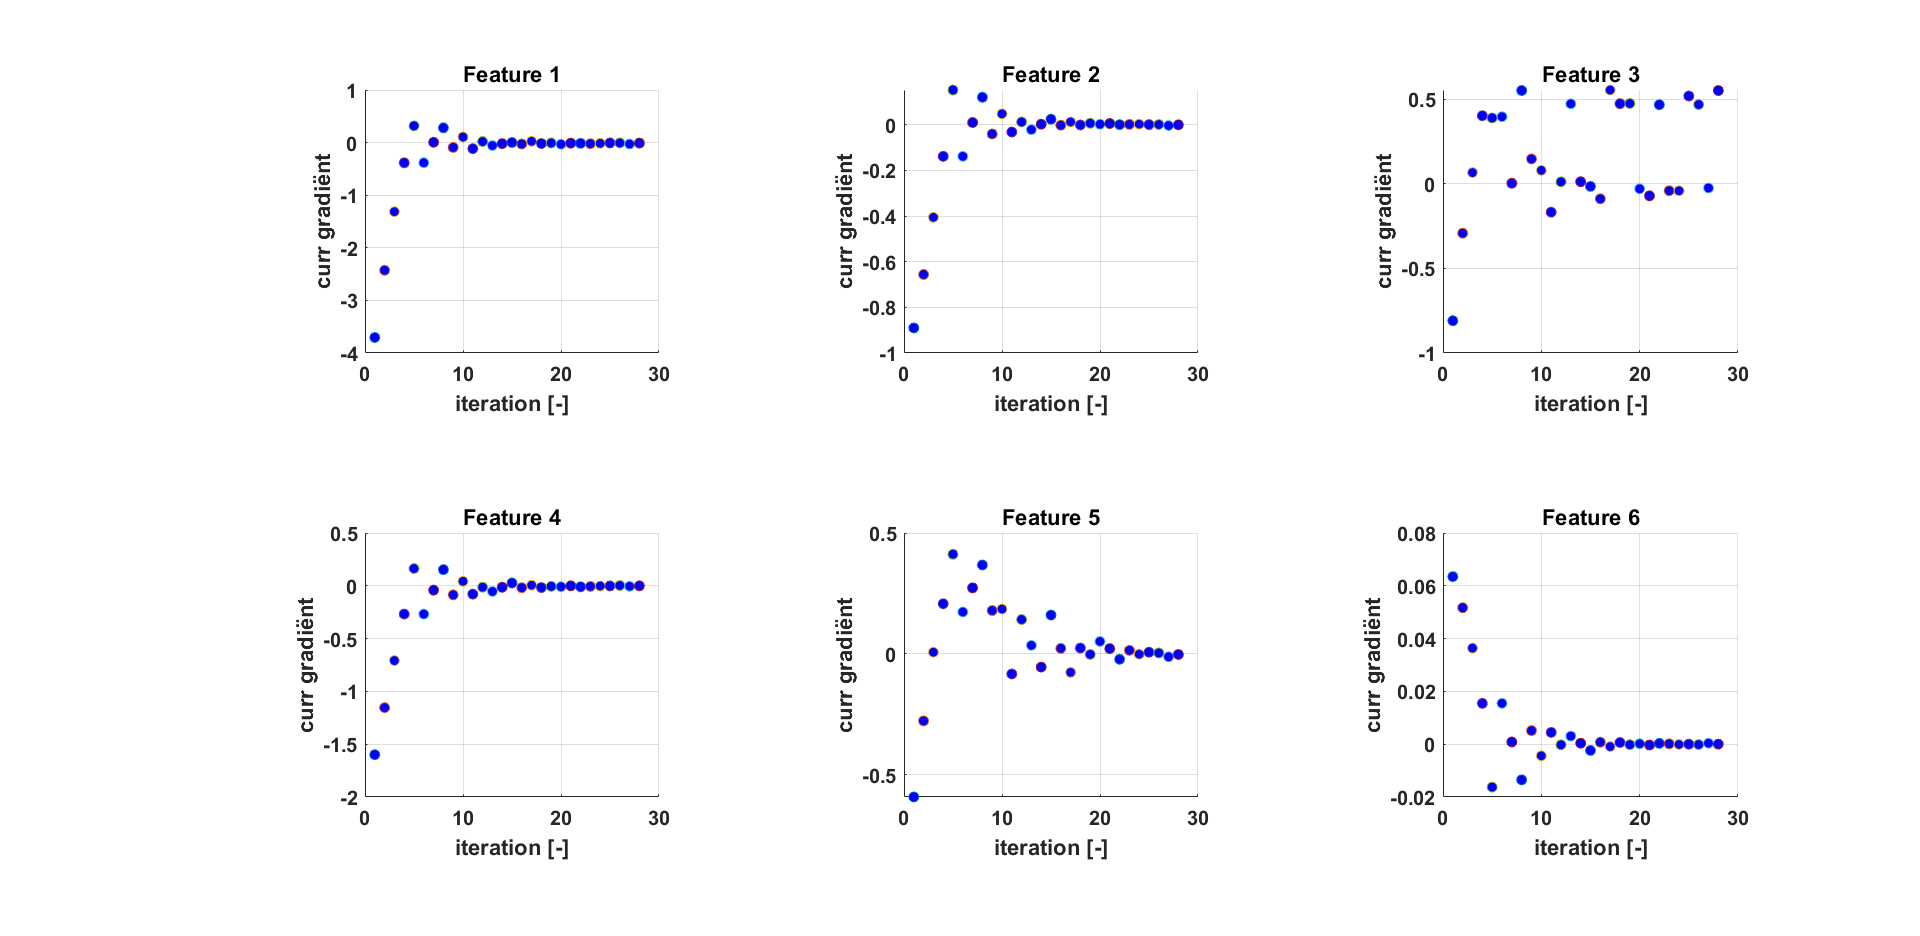 Feature 1
1
0
-1
-2
-3
-4
curr gradiënt
0 10 20 30
iteration [-]
Feature 2
0
-0.2
-0.4
-0.6
-0.8
-1
curr gradiënt
0 10 20 30
iteration [-]
Feature 3
0.5
0
-0.5
-1
curr gradiënt
0 10 20 30
iteration [-]
Feature 4
0.5
0
-0.5
-1
-1.5
-2
curr gradiënt
0 10 20 30
iteration [-]
Feature 5
0.5
0
-0.5
curr gradiënt
0 10 20 30
iteration [-]
Feature 6
0.08
0.06
0.04
0.02
0
-0.02
curr gradiënt
0 10 20 30
iteration [-]